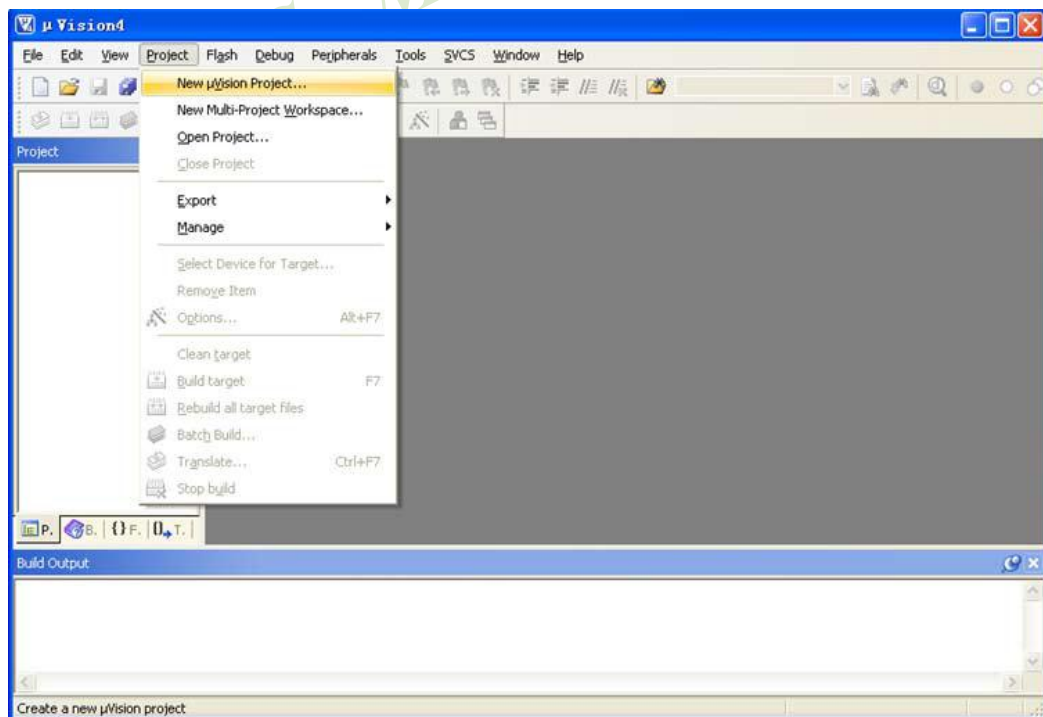 μVision4
File Edit View Project Flash Debug Peripherals Tools SVCS Window Help
New μVision Project...
New Multi-Project Workspace...
Open Project...
Close Project
Export
Manage
Select Device for Target...
Remove Item
Options... Alt+F7
Clean target
Build target F7
Rebuild all target files
Batch Build...
Translate... Ctrl+F7
Stop build
Project
P. B. {} F. 0 T.
Build Output
Create a new μVision project